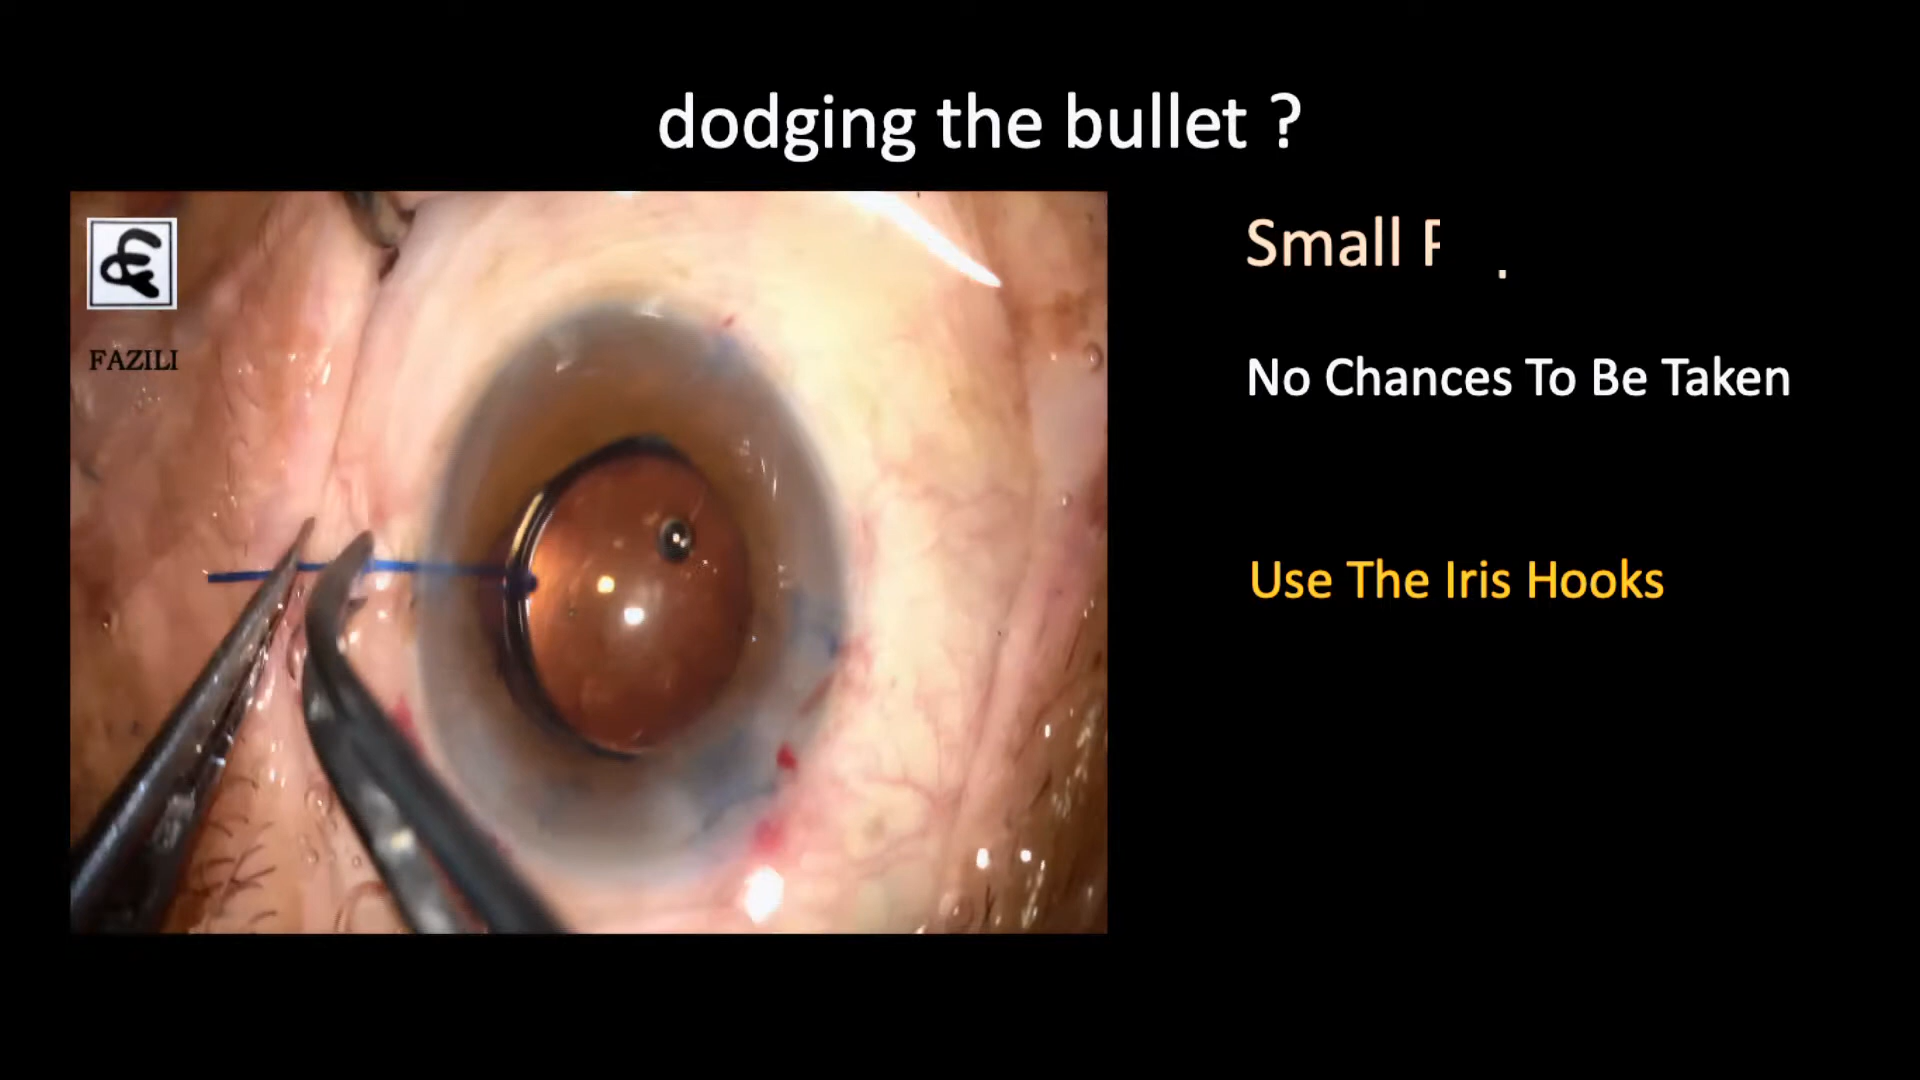 dodging the bullet ?
FAZILI
Small
No Chances To Be Taken
Use The Iris Hooks